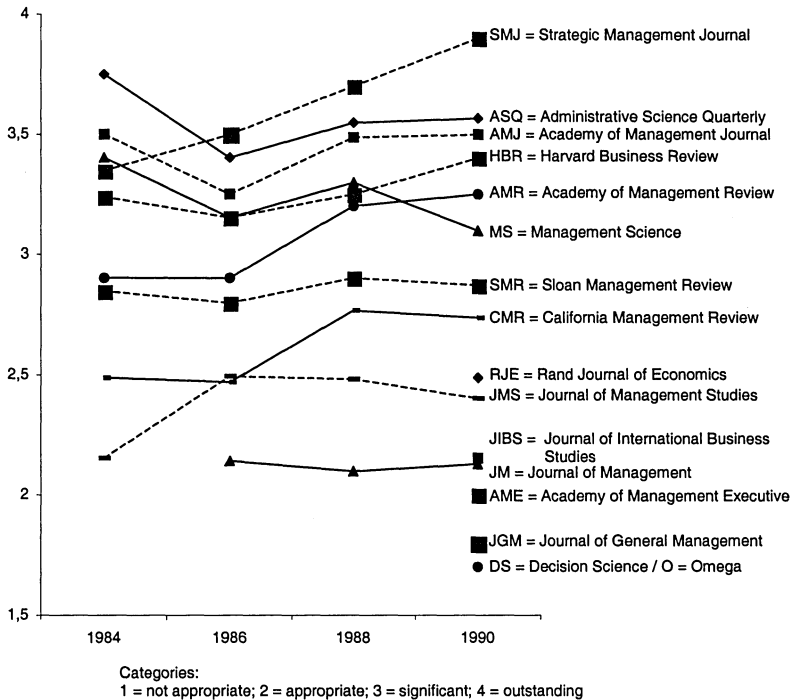 4
SMJ = Strategic Management Journal
ASQ = Administrative Science Quarterly
3,5
AMJ = Academy of Management Journal
HBR = Harvard Business Review
AMR = Academy of Management Review
MS = Management Science
3
SMR = Sloan Management Review
CMR = California Management Review
RJE = Rand Journal of Economics
2,5
JMS = Journal of Management Studies
JIBS = Journal of International Business
Studies
JM = Journal of Management
2
AME = Academy of Management Executive
JGM = Journal of General Management
DS = Decision Science / O = Omega
1,5
1984 1986 1988 1990
Categories:
1 = not appropriate; 2 = appropriate; 3 = significant; 4 = outstanding